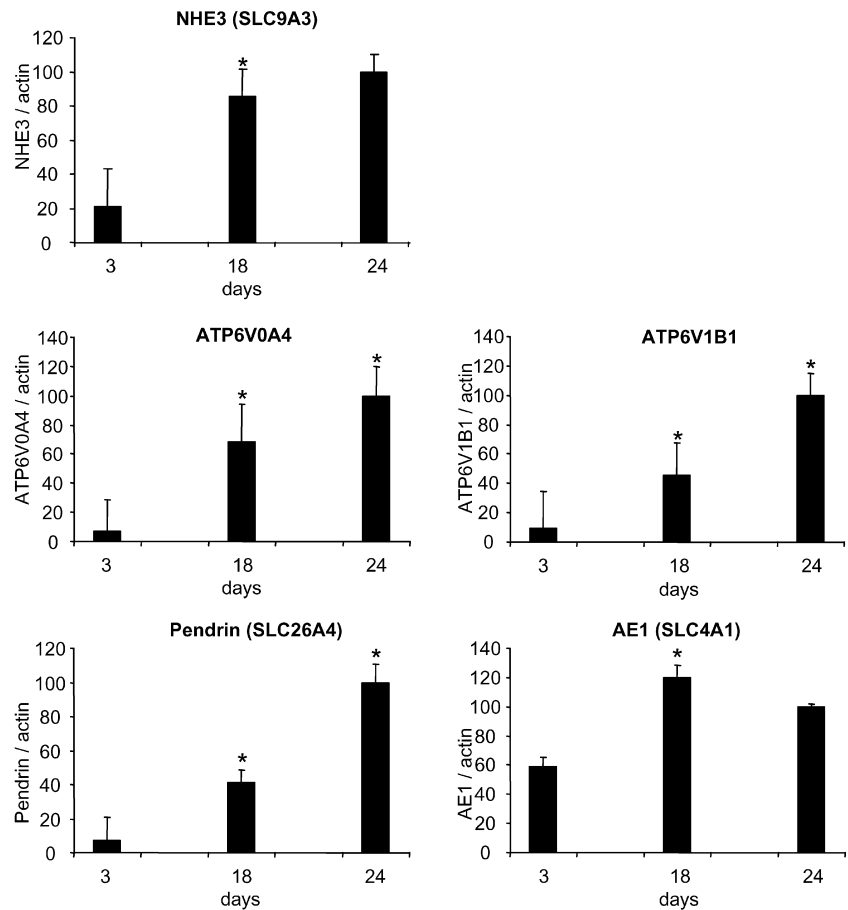 NHE3 (SLC9A3)
NHE3 / actin
120
100
80
60
40
20
0
*
3 18 24
days
ATP6V0A4
ATP6V0A4 / actin
140
120
100
80
60
40
20
0
* *
3 18 24
days
ATP6V1B1
ATP6V1B1 / actin
140
120
100
80
60
40
20
0
* *
3 18 24
days
Pendrin (SLC26A4)
Pendrin / actin
120
100
80
60
40
20
0
* *
3 18 24
days
AE1 (SLC4A1)
AE1 / actin
140
120
100
80
60
40
20
0
*
3 18 24
days